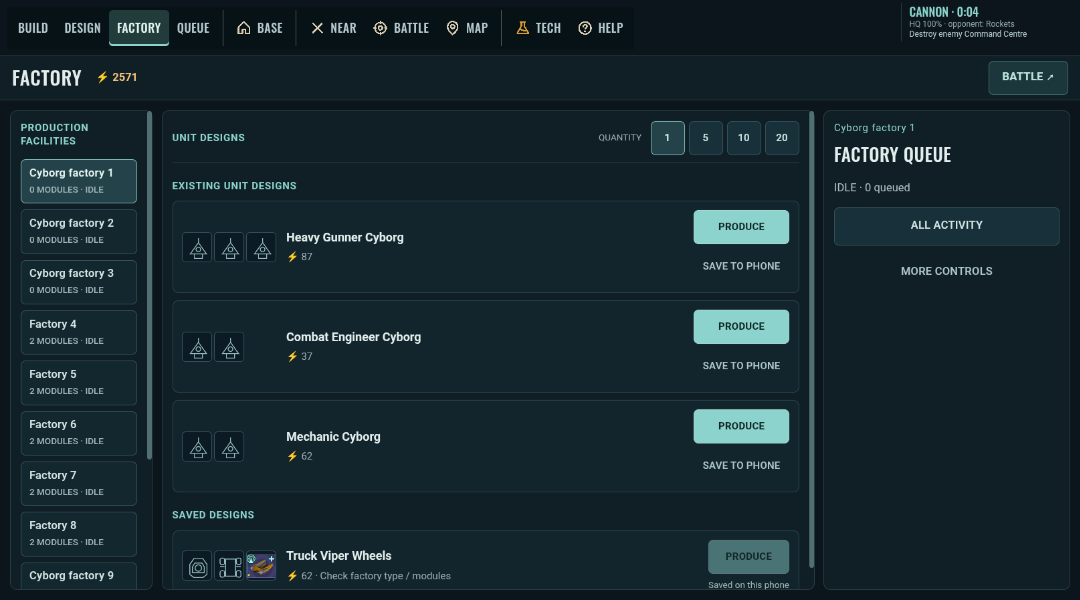 BUILD DESIGN FACTORY QUEUE BASE NEAR BATTLE MAP TECH HELP
CANNON · 0:04
HQ 100% · opponent: Rockets
Destroy enemy Command Centre
FACTORY ⚡ 2571
BATTLE ↗
PRODUCTION
FACILITIES
Cyborg factory 1
0 MODULES · IDLE
Cyborg factory 2
0 MODULES · IDLE
Cyborg factory 3
0 MODULES · IDLE
Factory 4
2 MODULES · IDLE
Factory 5
2 MODULES · IDLE
Factory 6
2 MODULES · IDLE
Factory 7
2 MODULES · IDLE
Factory 8
2 MODULES · IDLE
Cyborg factory 9
UNIT DESIGNS
QUANTITY 1 5 10 20
EXISTING UNIT DESIGNS
Heavy Gunner Cyborg
⚡ 87
PRODUCE
SAVE TO PHONE
Combat Engineer Cyborg
⚡ 37
PRODUCE
SAVE TO PHONE
Mechanic Cyborg
⚡ 62
PRODUCE
SAVE TO PHONE
SAVED DESIGNS
Truck Viper Wheels
⚡ 62 · Check factory type / modules
PRODUCE
Saved on this phone
Cyborg factory 1
FACTORY QUEUE
IDLE · 0 queued
ALL ACTIVITY
MORE CONTROLS